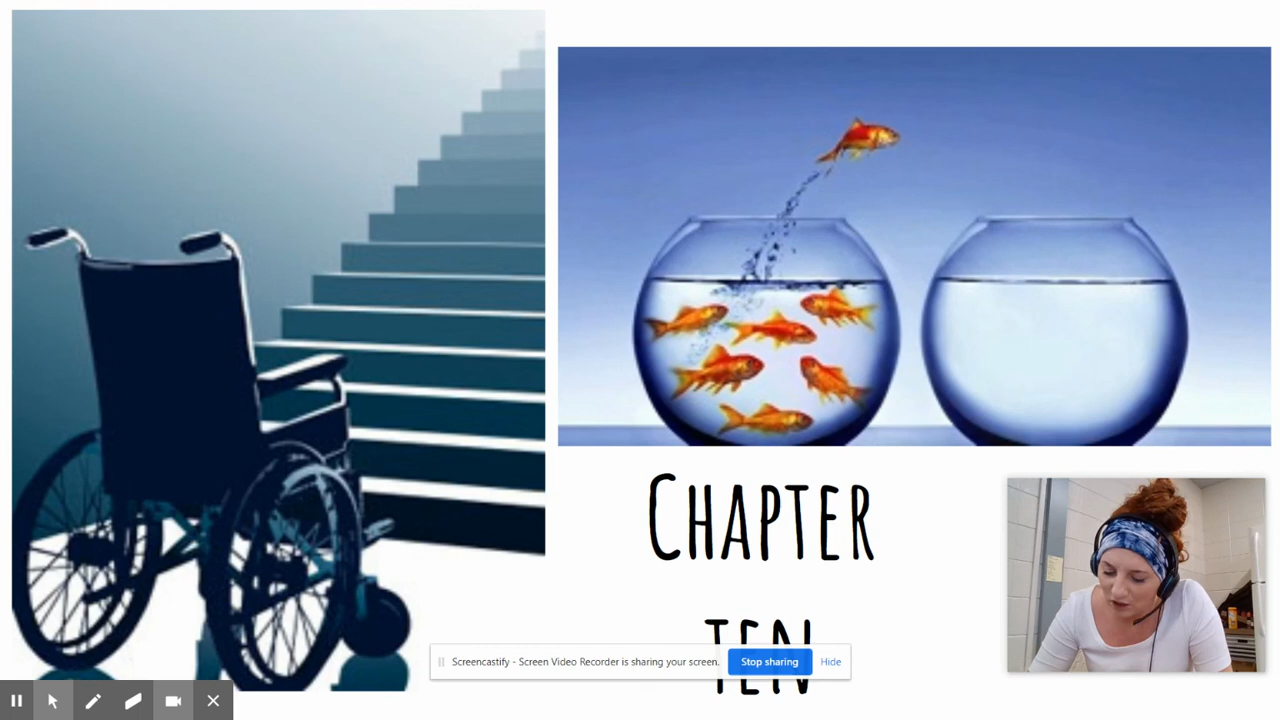 CHAPTER
TEN
Screencastify - Screen Video Recorder is sharing your screen.
Stop sharing
Hide